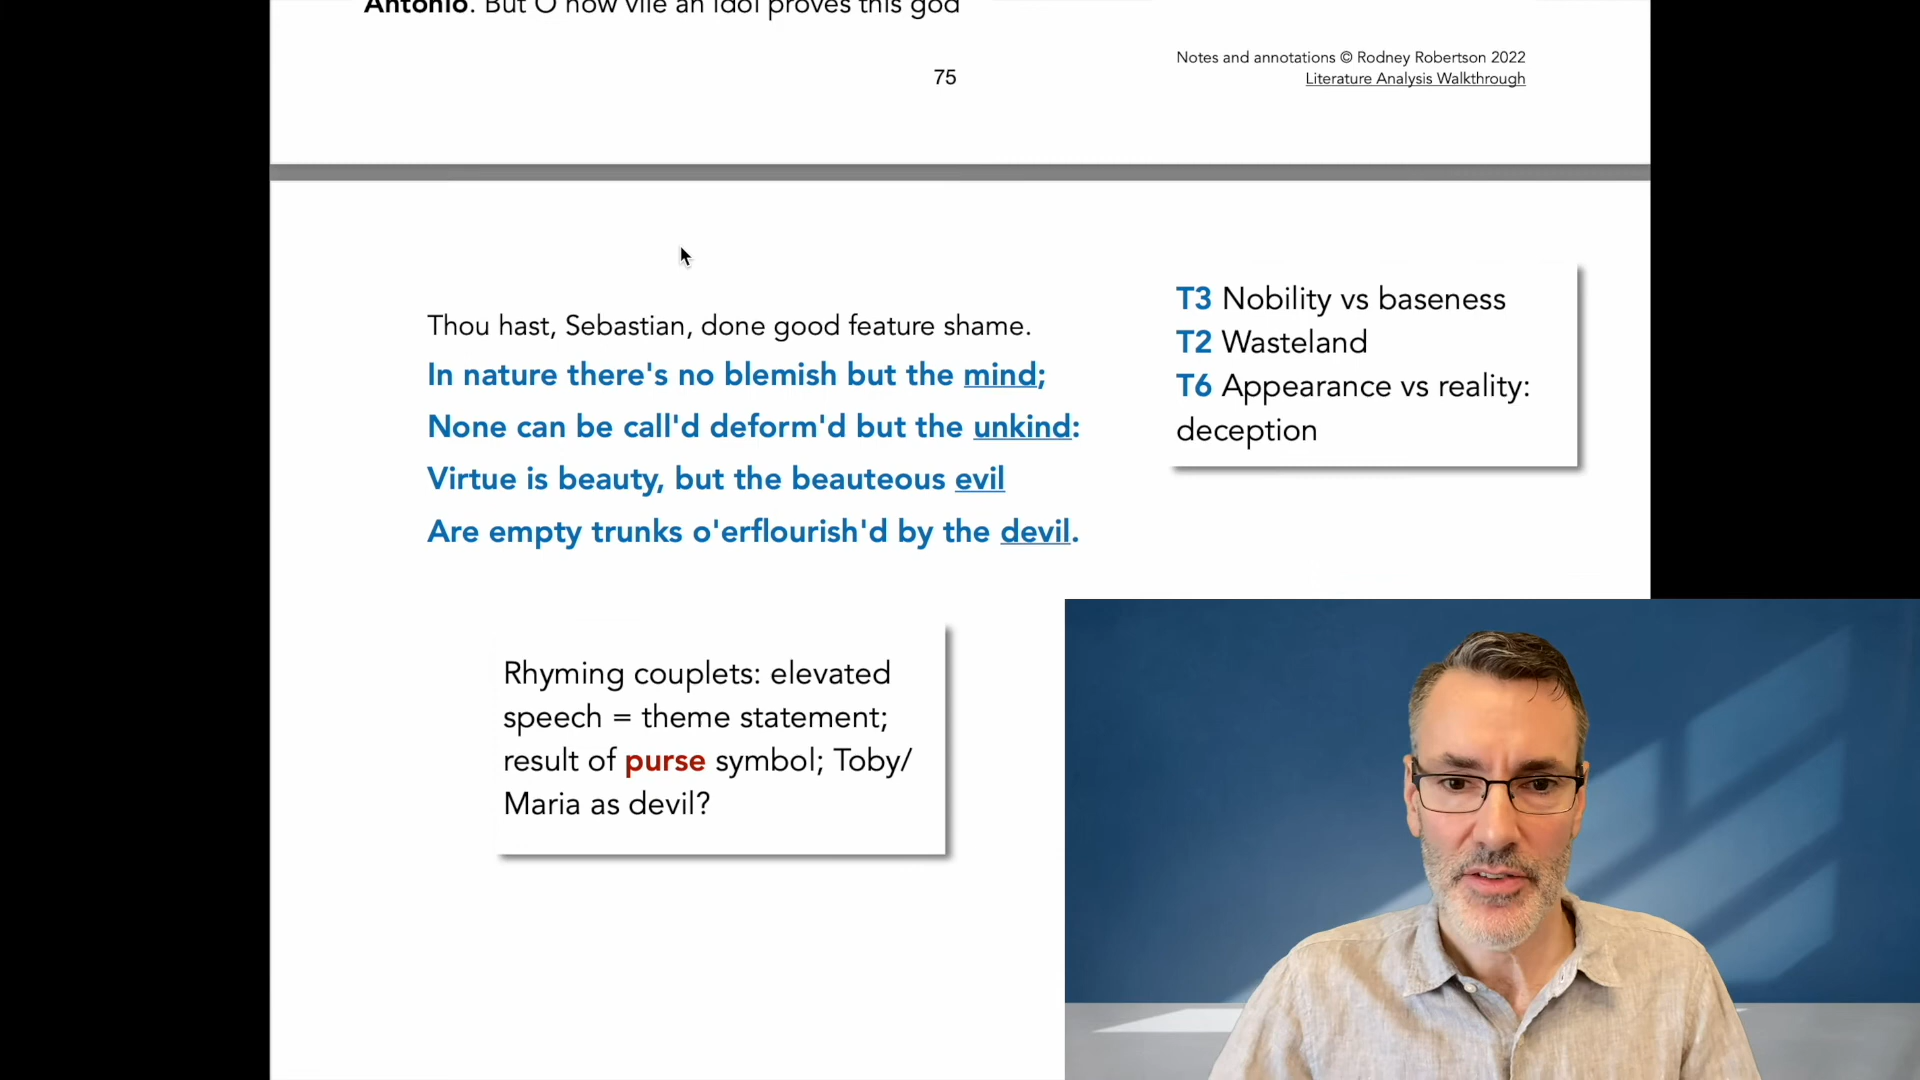 Antonio. But O how vile an idol proves this god
Notes and annotations © Rodney Robertson 2022
75
Literature Analysis Walkthrough
Thou hast, Sebastian, done good feature shame.
In nature there's no blemish but the mind;
None can be call'd deform'd but the unkind:
Virtue is beauty, but the beauteous evil
Are empty trunks o'erflourish'd by the devil.
T3 Nobility vs baseness
T2 Wasteland
T6 Appearance vs reality:
deception
Rhyming couplets: elevated
speech = theme statement;
result of purse symbol; Toby/
Maria as devil?